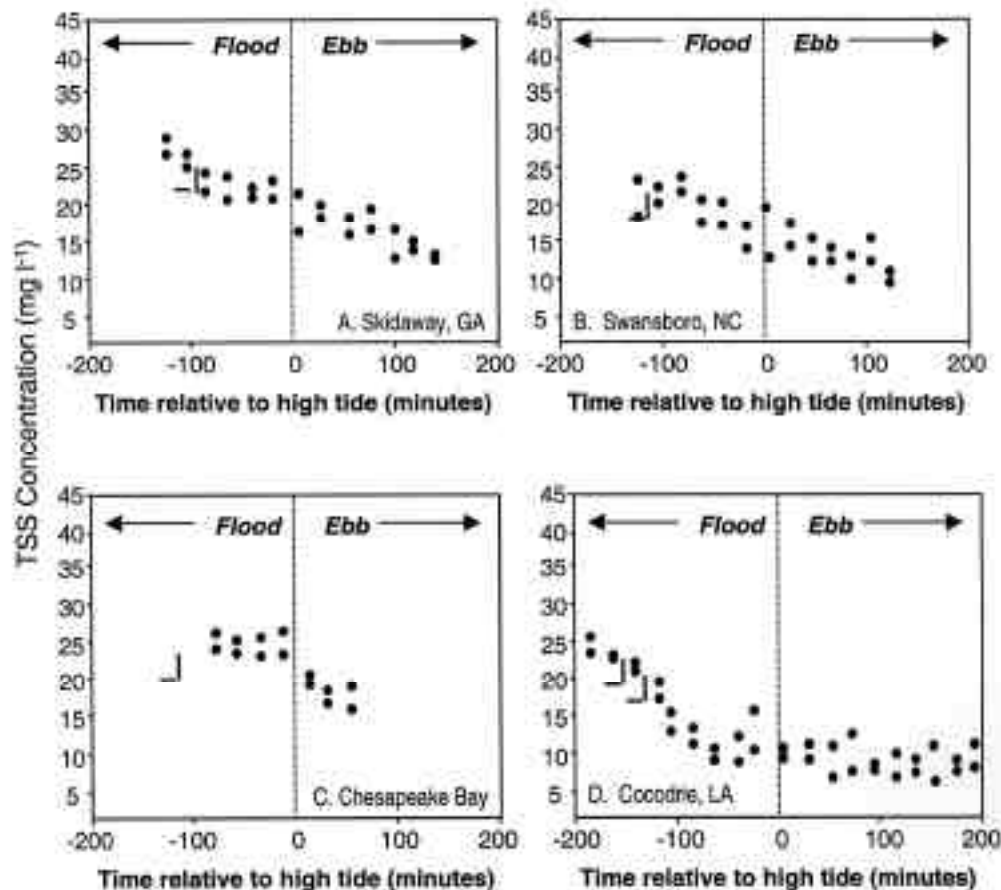 TSS Concentration (mg l-1)
45
40
35
30
25
20
15
10
5
Flood Ebb
A. Skidaway, GA
-200 -100 0 100 200
Time relative to high tide (minutes)
45
40
35
30
25
20
15
10
5
Flood Ebb
B. Swansboro, NC
-200 -100 0 100 200
Time relative to high tide (minutes)
45
40
35
30
25
20
15
10
5
Flood Ebb
C. Chesapeake Bay
-200 -100 0 100 200
Time relative to high tide (minutes)
45
40
35
30
25
20
15
10
5
Flood Ebb
D. Cocodrie, LA
-200 -100 0 100 200
Time relative to high tide (minutes)